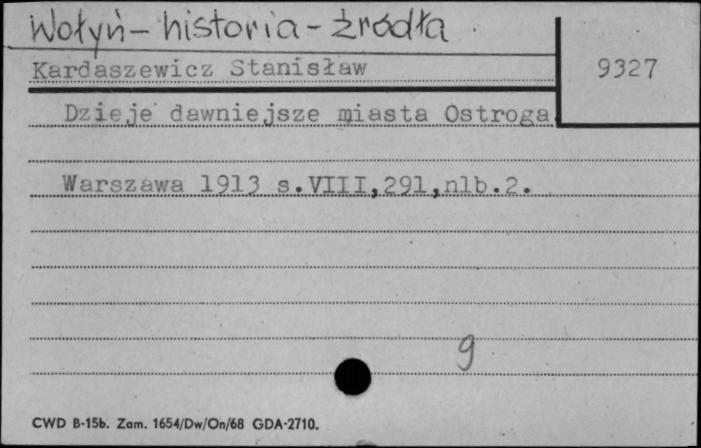 Wołyń - historia - źródła
Kardaszewicz Stanisław
9327
Dzieje dawniejsze miasta Ostroga.
Warszawa 1913 s.VIII,291,nlb.2.
g
CWD B-15b. Zam. 1654/Dw/On/68 GDA-2710.